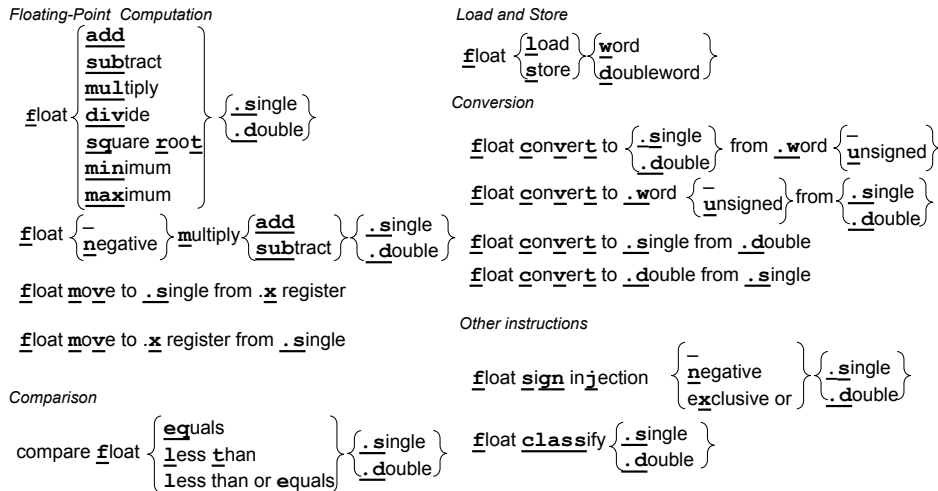 Floating-Point Computation
float
add
subtract
multiply
divide
square root
minimum
maximum
.single
.double
float
–
negative
multiply
add
subtract
.single
.double
float move to .single from .x register
float move to .x register from .single
Comparison
compare float
equals
less than
less than or equals
.single
.double
Load and Store
float
load
store
word
doubleword
Conversion
float convert to
.single
.double
from .word
–
unsigned
float convert to .word
–
unsigned
from
.single
.double
float convert to .single from .double
float convert to .double from .single
Other instructions
float sign injection
–
negative
exclusive or
.single
.double
float classify
.single
.double